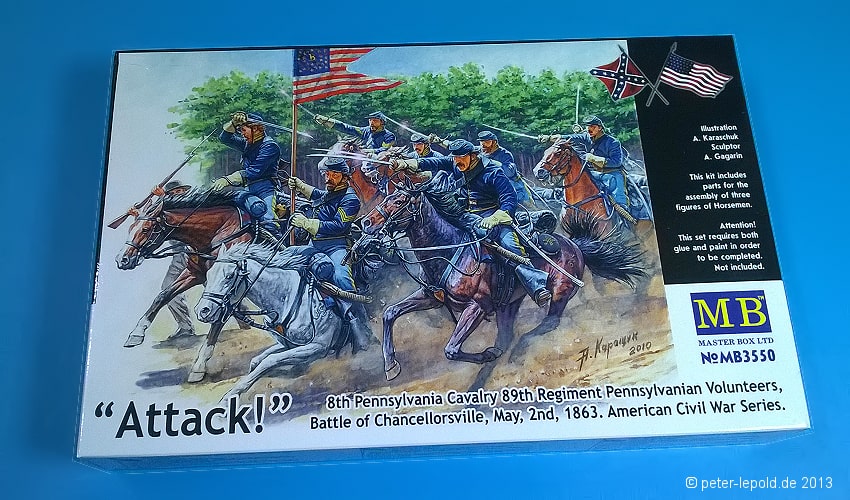 Illustration
A. Karaschuk
Sculptor
A. Gagarin
This kit includes
parts for the
assembly of three
figures of Horsemen.
Attention!
This set requires both
glue and paint in order
to be completed.
Not included.
MB™
MASTER BOX LTD
№MB3550
А. Каращук
2010
“Attack!”
8th Pennsylvania Cavalry 89th Regiment Pennsylvanian Volunteers,
Battle of Chancellorsville, May, 2nd, 1863. American Civil War Series.
© peter-lepold.de 2013